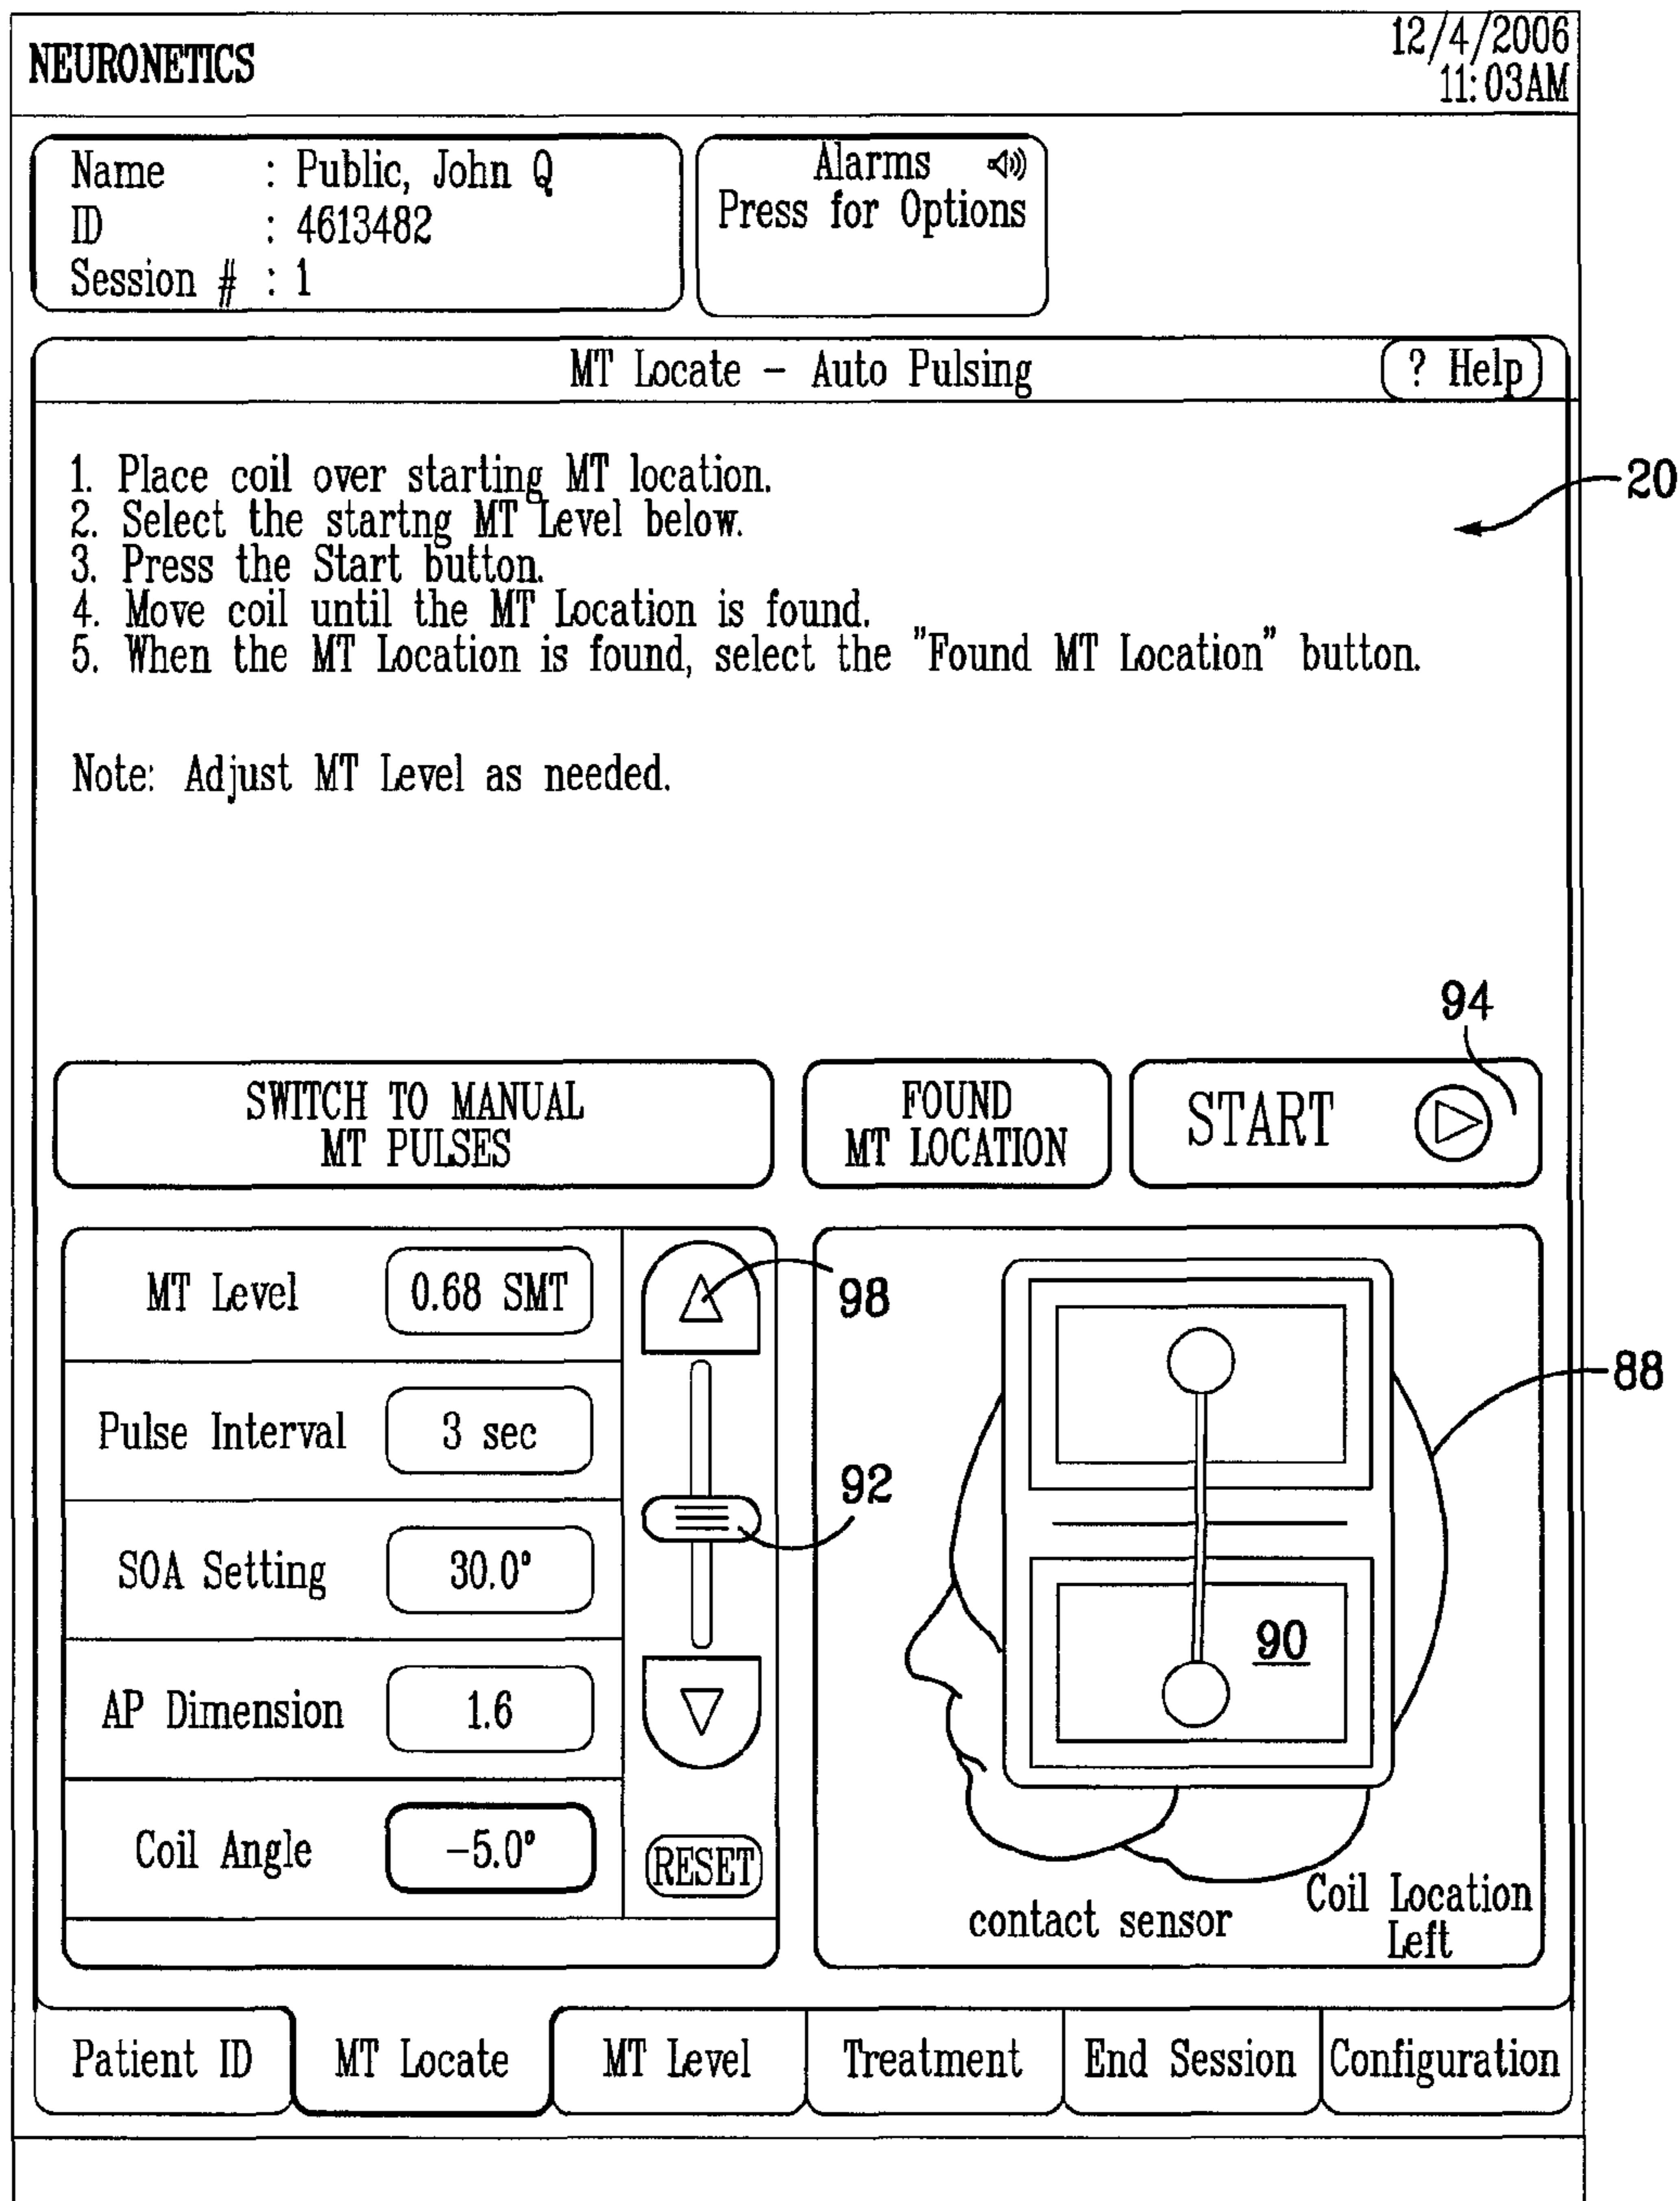 NEURONETICS
12/4/2006
11:03AM
Name : Public, John Q
ID : 4613482
Session # : 1
Alarms
Press for Options
MT Locate - Auto Pulsing
? Help
1. Place coil over starting MT location.
2. Select the startng MT Level below.
3. Press the Start button.
4. Move coil until the MT Location is found.
5. When the MT Location is found, select the "Found MT Location" button.
20
Note: Adjust MT Level as needed.
94
SWITCH TO MANUAL
MT PULSES
FOUND
MT LOCATION
START
MT Level 0.68 SMT
98
Pulse Interval 3 sec
88
92
SOA Setting 30.0°
90
AP Dimension 1.6
Coil Angle -5.0°
RESET
contact sensor
Coil Location
Left
Patient ID
MT Locate
MT Level
Treatment
End Session
Configuration